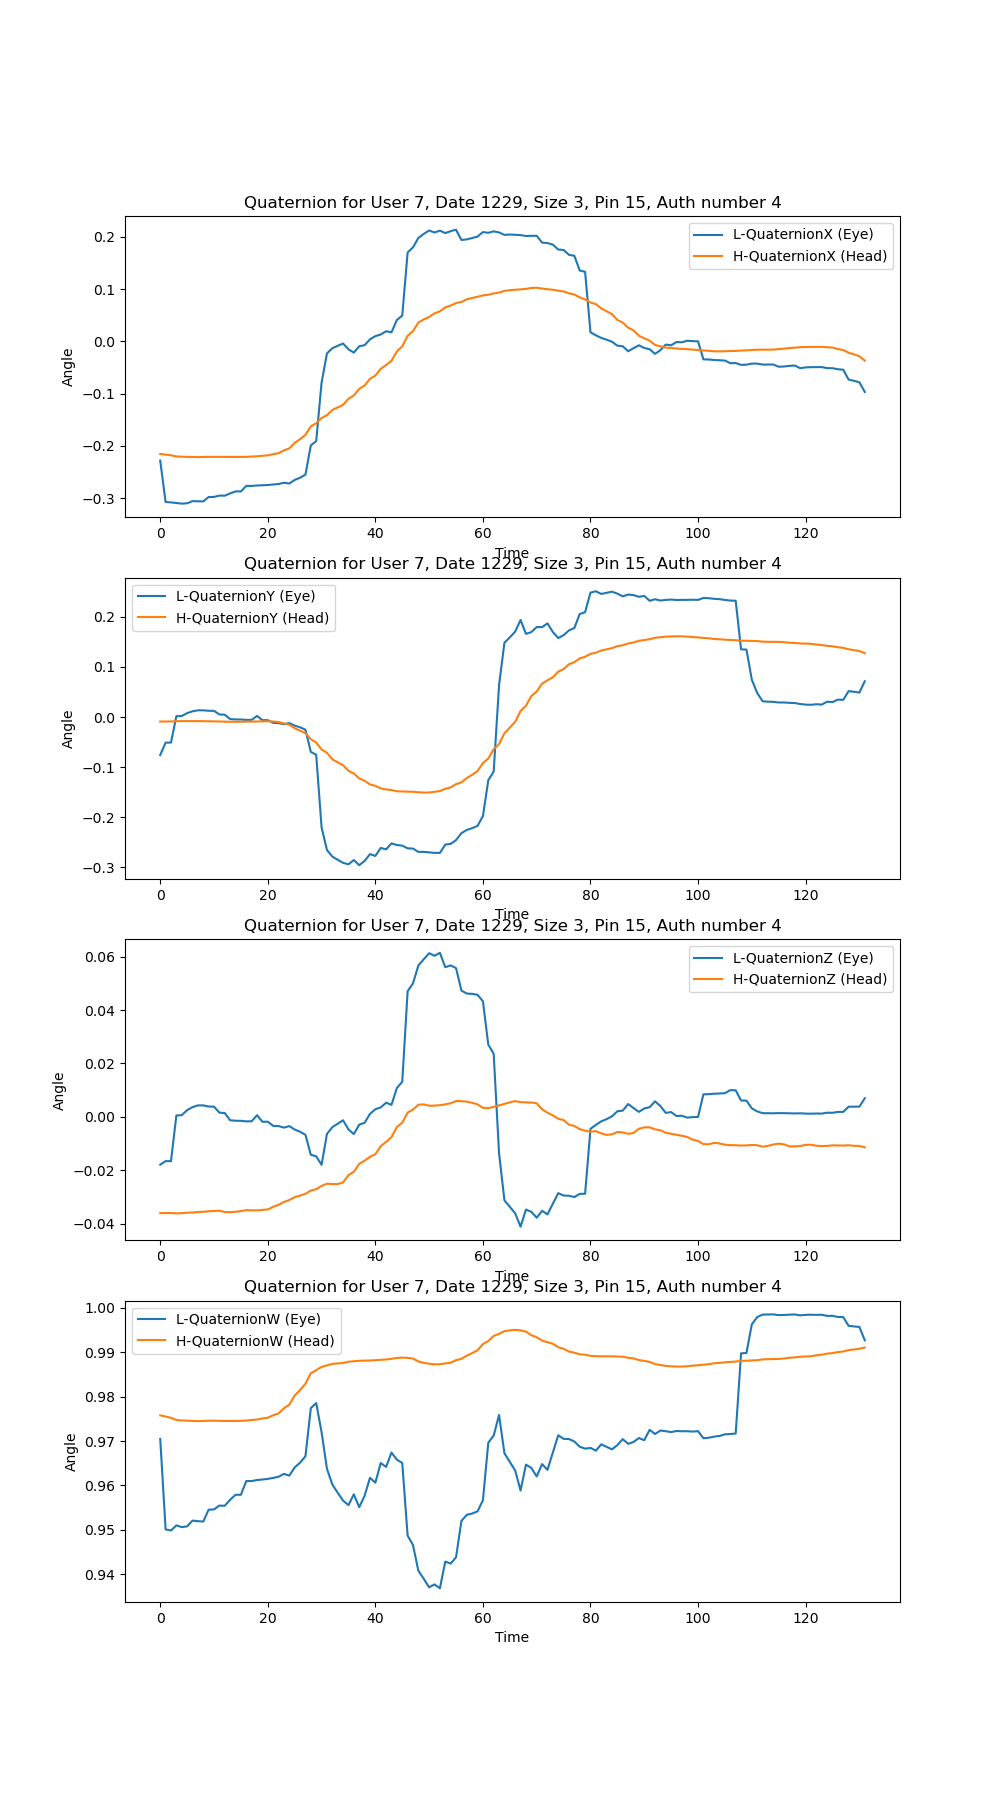 Quaternion for User 7, Date 1229, Size 3, Pin 15, Auth number 4
L-QuaternionX (Eye)
H-QuaternionX (Head)
Angle
0.2
0.1
0.0
−0.1
−0.2
−0.3
0 20 40 60 80 100 120
Time
Quaternion for User 7, Date 1229, Size 3, Pin 15, Auth number 4
L-QuaternionY (Eye)
H-QuaternionY (Head)
Angle
0.2
0.1
0.0
−0.1
−0.2
−0.3
0 20 40 60 80 100 120
Time
Quaternion for User 7, Date 1229, Size 3, Pin 15, Auth number 4
L-QuaternionZ (Eye)
H-QuaternionZ (Head)
Angle
0.06
0.04
0.02
0.00
−0.02
−0.04
0 20 40 60 80 100 120
Time
Quaternion for User 7, Date 1229, Size 3, Pin 15, Auth number 4
L-QuaternionW (Eye)
H-QuaternionW (Head)
Angle
1.00
0.99
0.98
0.97
0.96
0.95
0.94
0 20 40 60 80 100 120
Time